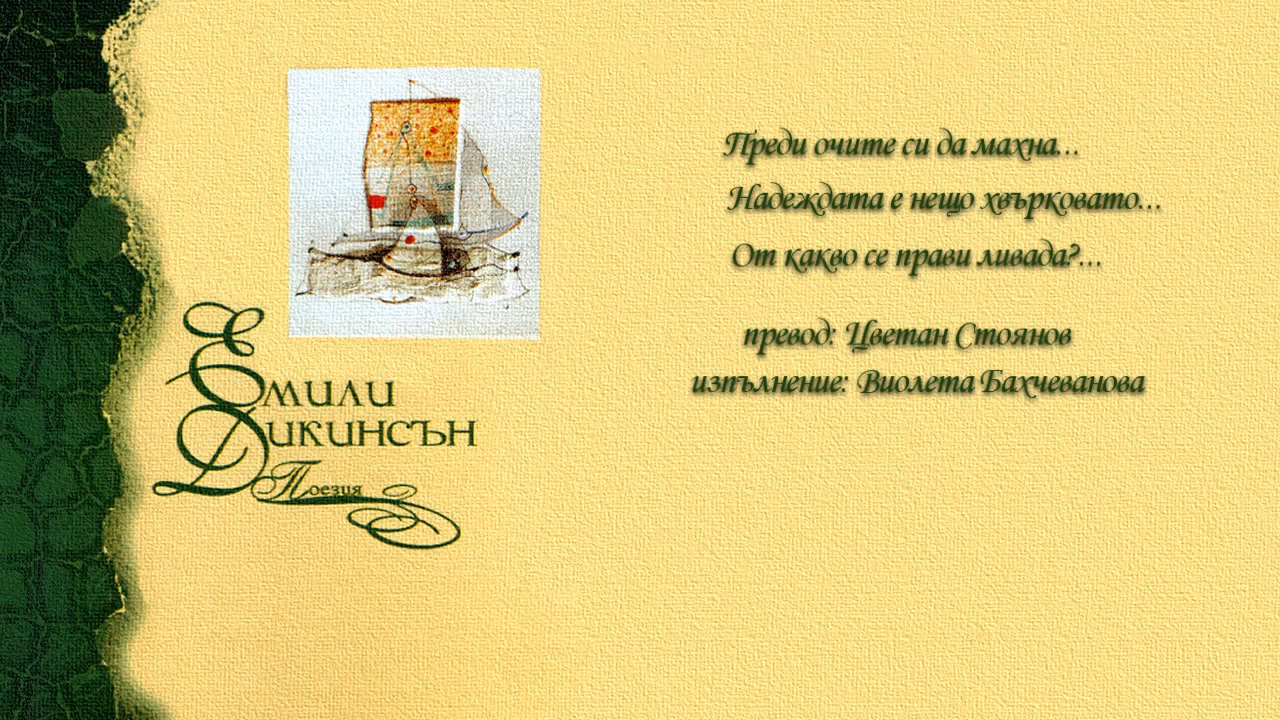 Емили
Дикинсън
Поезия
Преди очите си да махна...
Надеждата е нещо хвърковато...
От какво се прави ливада?...
превод: Цветан Стоянов
изпълнение: Виолета Бахчеванова